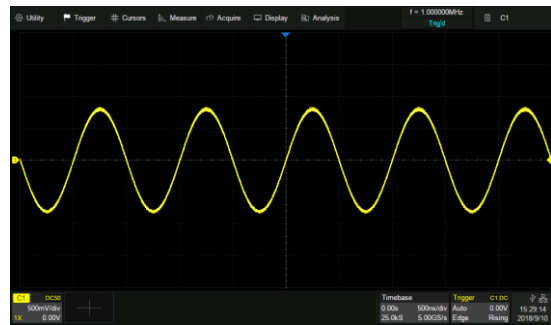 Utility Trigger Cursors Measure Acquire Display Analysis
f = 1.000000MHz
Trig'd
C1
C1 DC50
500mV/div
1X 0.00V
Timebase
0.00s 500ns/div
25.0kS 5.00GS/s
Trigger C1 DC
Auto 0.00V
Edge Rising
15:29:14
2018/9/10